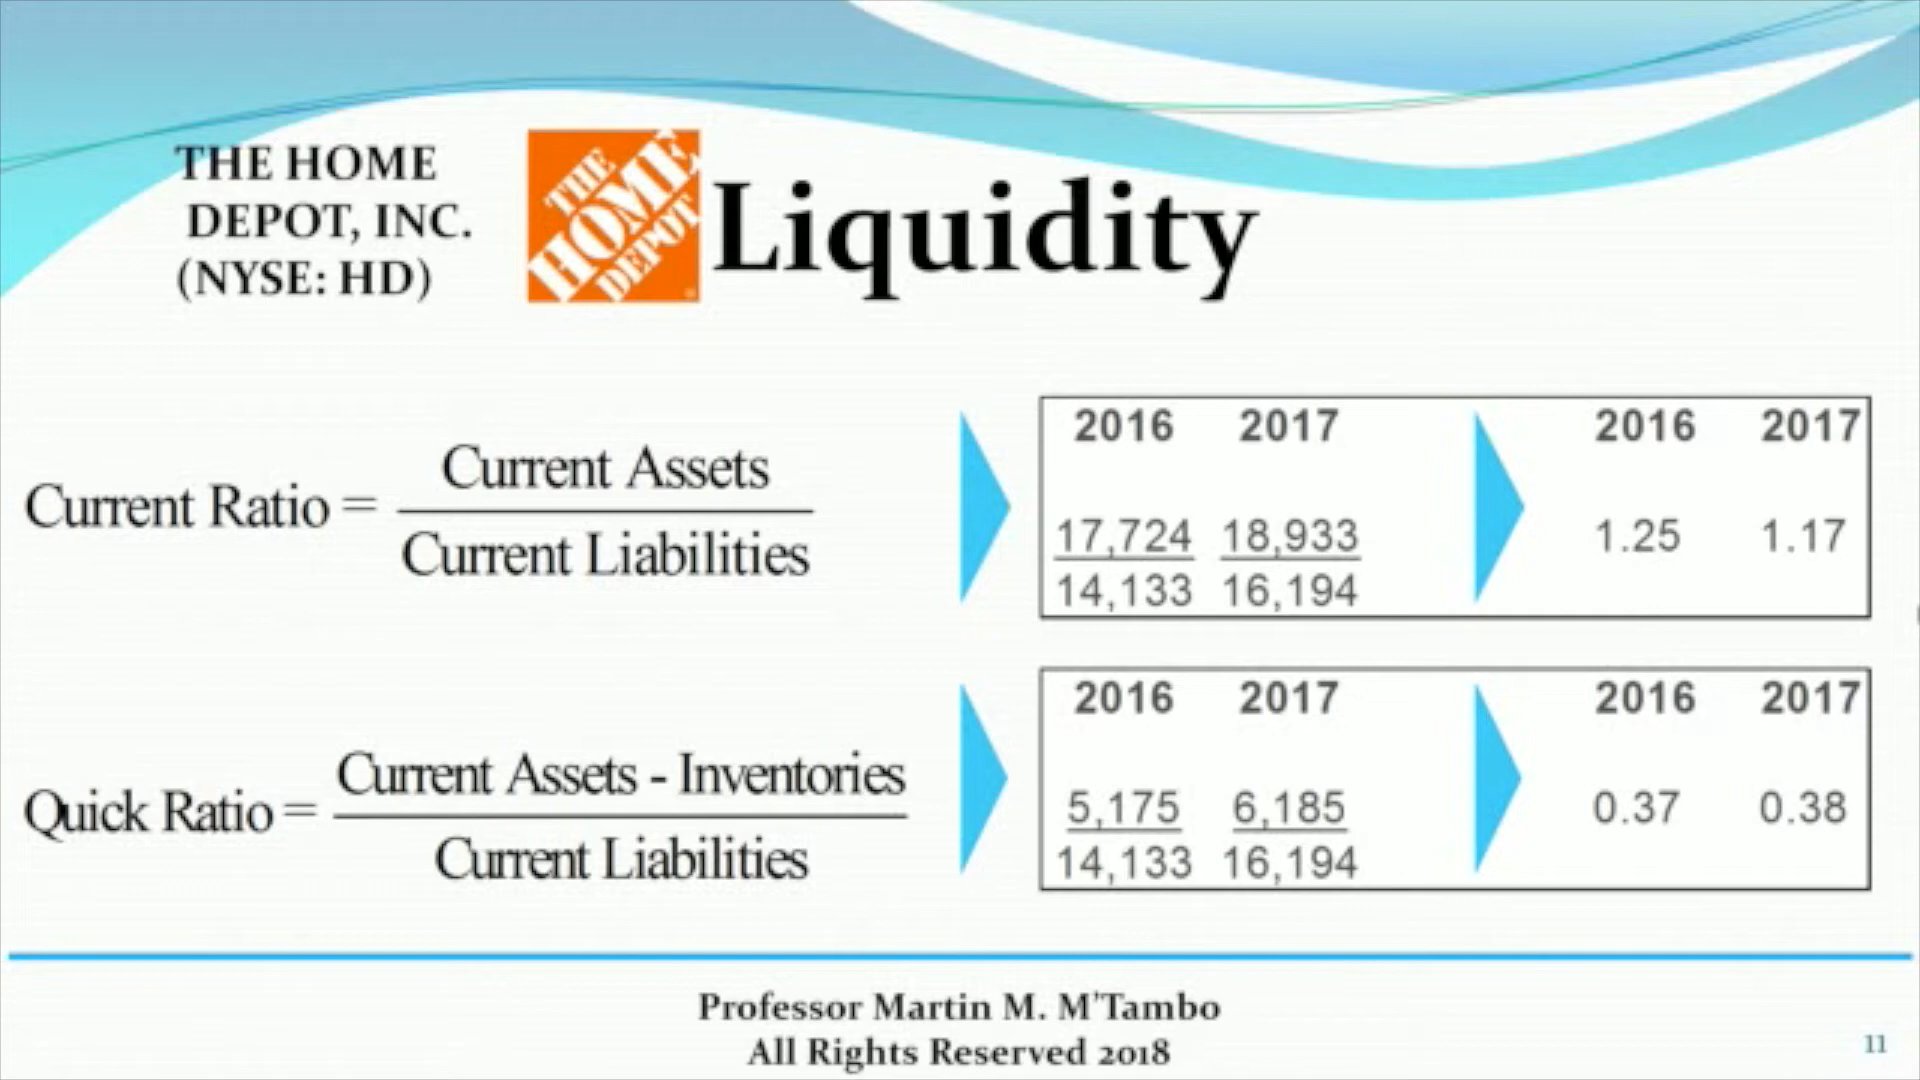 THE HOME
DEPOT, INC.
(NYSE: HD)
THE
HOME
DEPOT
Liquidity
Current Ratio = Current Assets
Current Liabilities
2016 2017 2016 2017
17,724 18,933 1.25 1.17
14,133 16,194
Quick Ratio = Current Assets - Inventories
Current Liabilities
2016 2017 2016 2017
5,175 6,185 0.37 0.38
14,133 16,194
Professor Martin M. M'Tambo
All Rights Reserved 2018
11